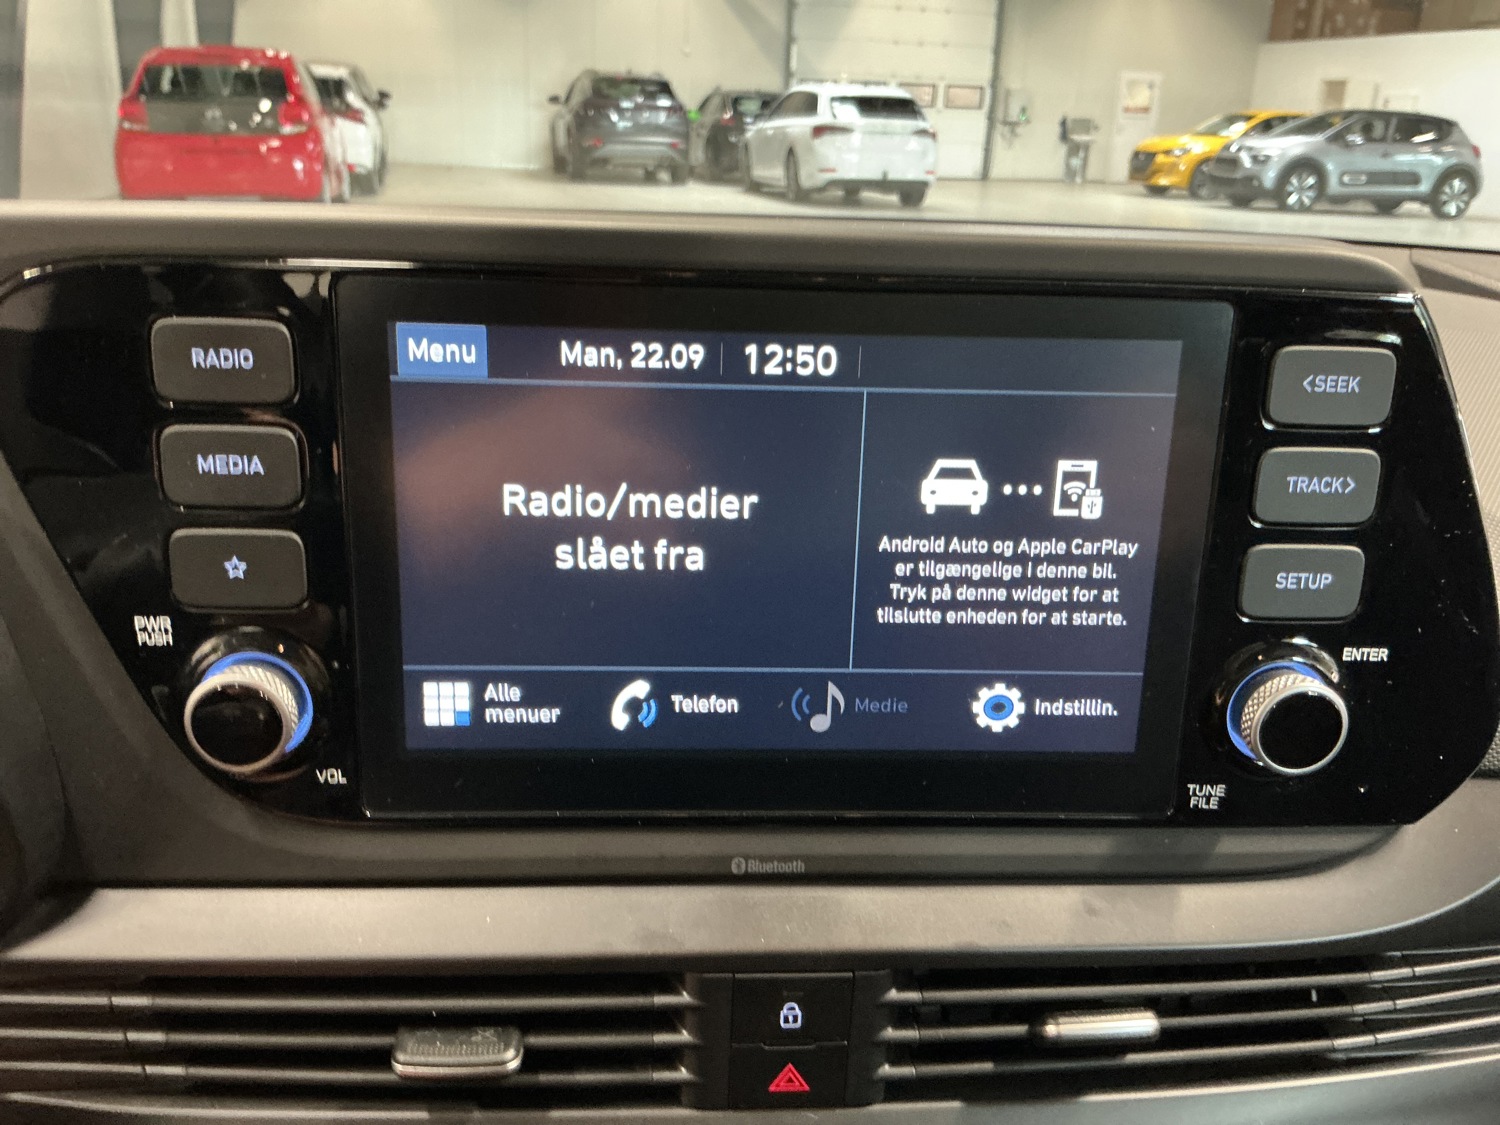 RADIO
MEDIA
PWR
PUSH
VOL
Menu
Man, 22.09
12:50
Radio/medier
slået fra
Android Auto og Apple CarPlay
er tilgængelige i denne bil.
Tryk på denne widget for at
tilslutte enheden for at starte.
Alle
menuer
Telefon
Medie
Indstillin.
<SEEK
TRACK>
SETUP
ENTER
TUNE
FILE
Bluetooth